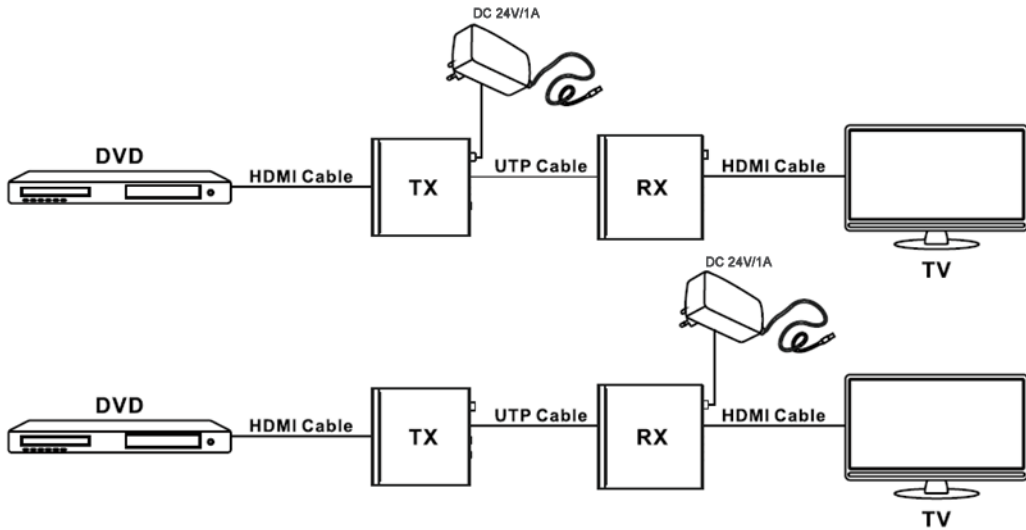 DC 24V/1A
DVD
HDMI Cable
TX
UTP Cable
RX
HDMI Cable
TV
DC 24V/1A
DVD
HDMI Cable
TX
UTP Cable
RX
HDMI Cable
TV